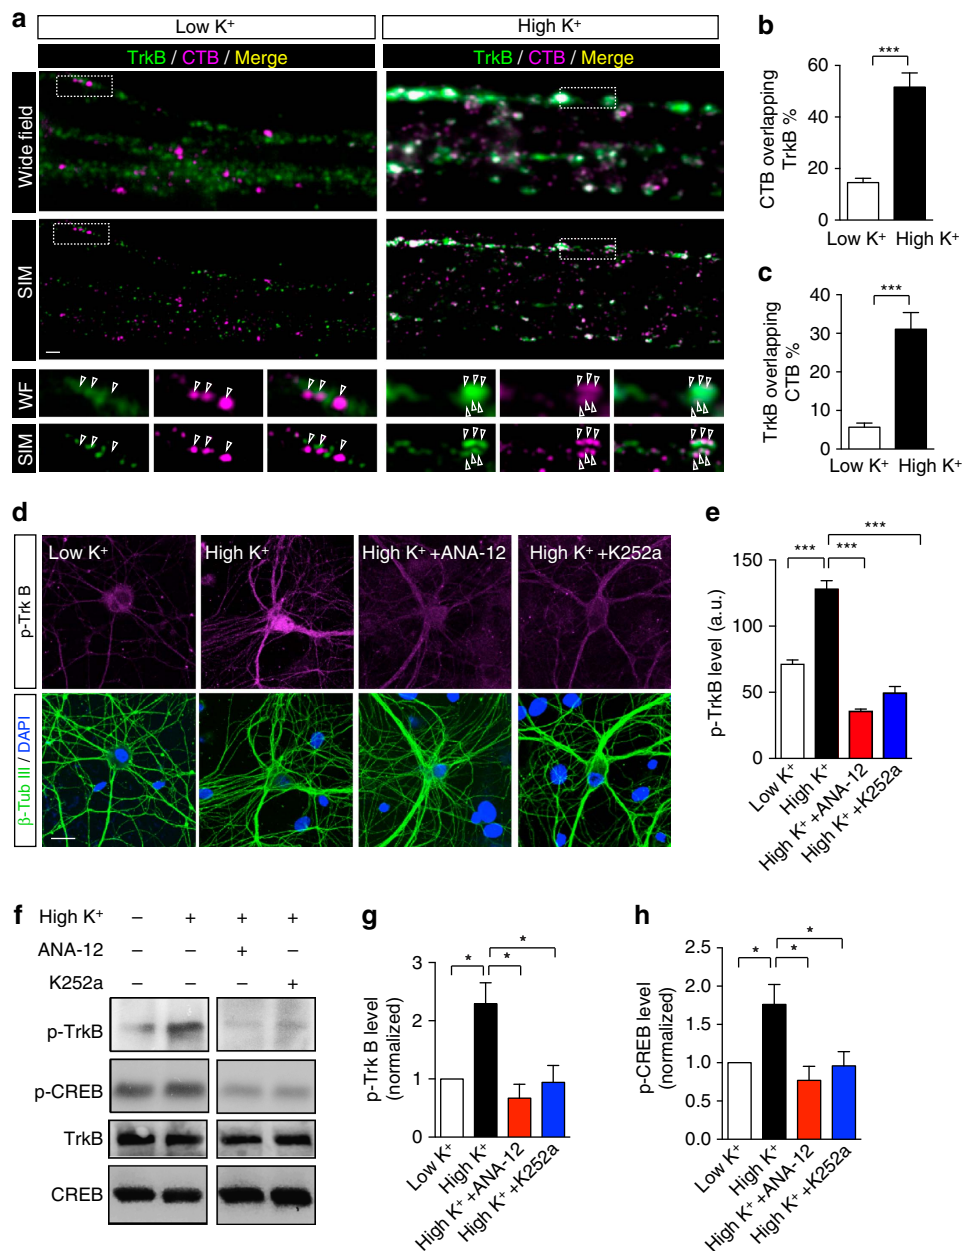 a
Low K⁺
High K⁺
TrkB / CTB / Merge
TrkB / CTB / Merge
Wide field
SIM
WF
SIM
b
***
CTB overlapping
TrkB %
60
40
20
0
Low K⁺ High K⁺
c
***
TrkB overlapping
CTB %
40
30
20
10
0
Low K⁺ High K⁺
d
Low K⁺
High K⁺
High K⁺ +ANA-12
High K⁺ +K252a
p-Trk B
β-Tub III / DAPI
e
***
*** ***
p-TrkB level (a.u.)
150
100
50
0
Low K⁺
High K⁺
High K⁺ +ANA-12
High K⁺ +K252a
f
High K⁺ – + + +
ANA-12 – – + –
K252a – – – +
p-TrkB
p-CREB
TrkB
CREB
g
*
* *
p-Trk B level
(normalized)
3
2
1
0
Low K⁺
High K⁺
High K⁺ +ANA-12
High K⁺ +K252a
h
*
* *
p-CREB level
(normalized)
2.5
2.0
1.5
1.0
0.5
0.0
Low K⁺
High K⁺
High K⁺ +ANA-12
High K⁺ +K252a